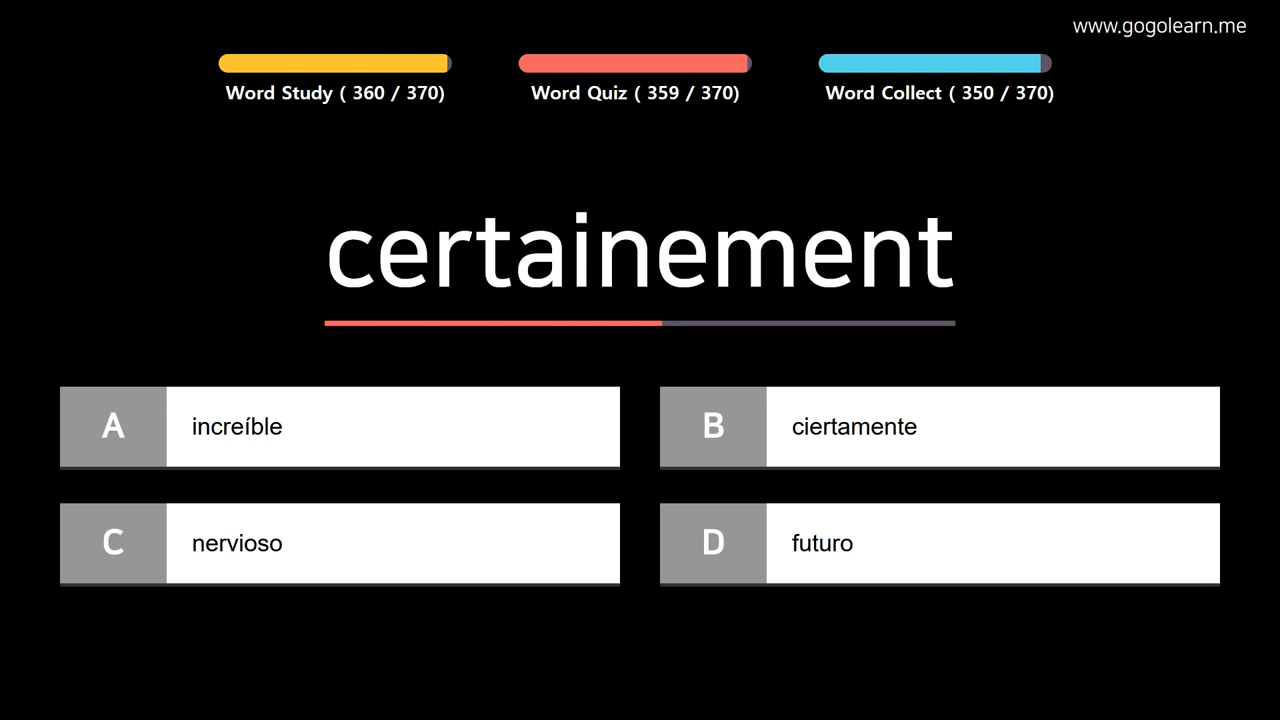 www.gogolearn.me
Word Study ( 360 / 370)
Word Quiz ( 359 / 370)
Word Collect ( 350 / 370)
certainement
A increíble
B ciertamente
C nervioso
D futuro